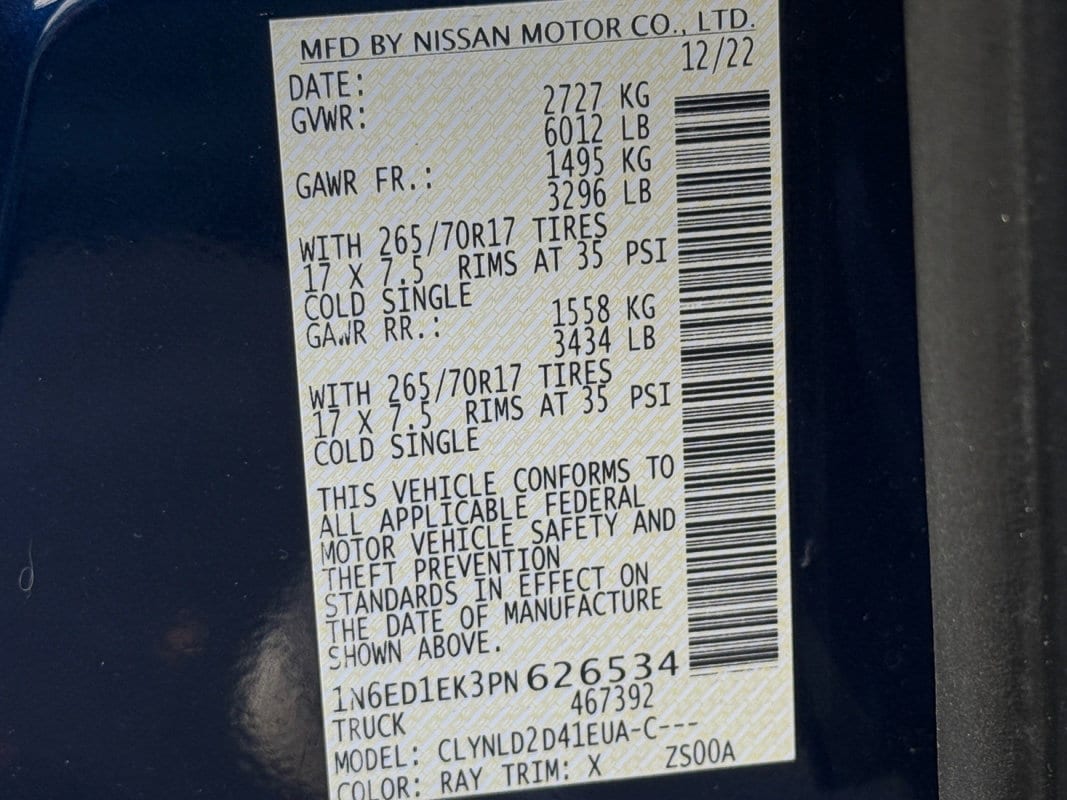 MFD BY NISSAN MOTOR CO., LTD.
DATE: 12/22
GVWR: 2727 KG
6012 LB
GAWR FR.: 1495 KG
3296 LB
WITH 265/70R17 TIRES
17 X 7.5 RIMS AT 35 PSI
COLD SINGLE
GAWR RR.: 1558 KG
3434 LB
WITH 265/70R17 TIRES
17 X 7.5 RIMS AT 35 PSI
COLD SINGLE
THIS VEHICLE CONFORMS TO
ALL APPLICABLE FEDERAL
MOTOR VEHICLE SAFETY AND
THEFT PREVENTION
STANDARDS IN EFFECT ON
THE DATE OF MANUFACTURE
SHOWN ABOVE.
1N6ED1EK3PN626534
TRUCK 467392
MODEL: CLYNLD2D41EUA-C---
COLOR: RAY TRIM: X ZS00A